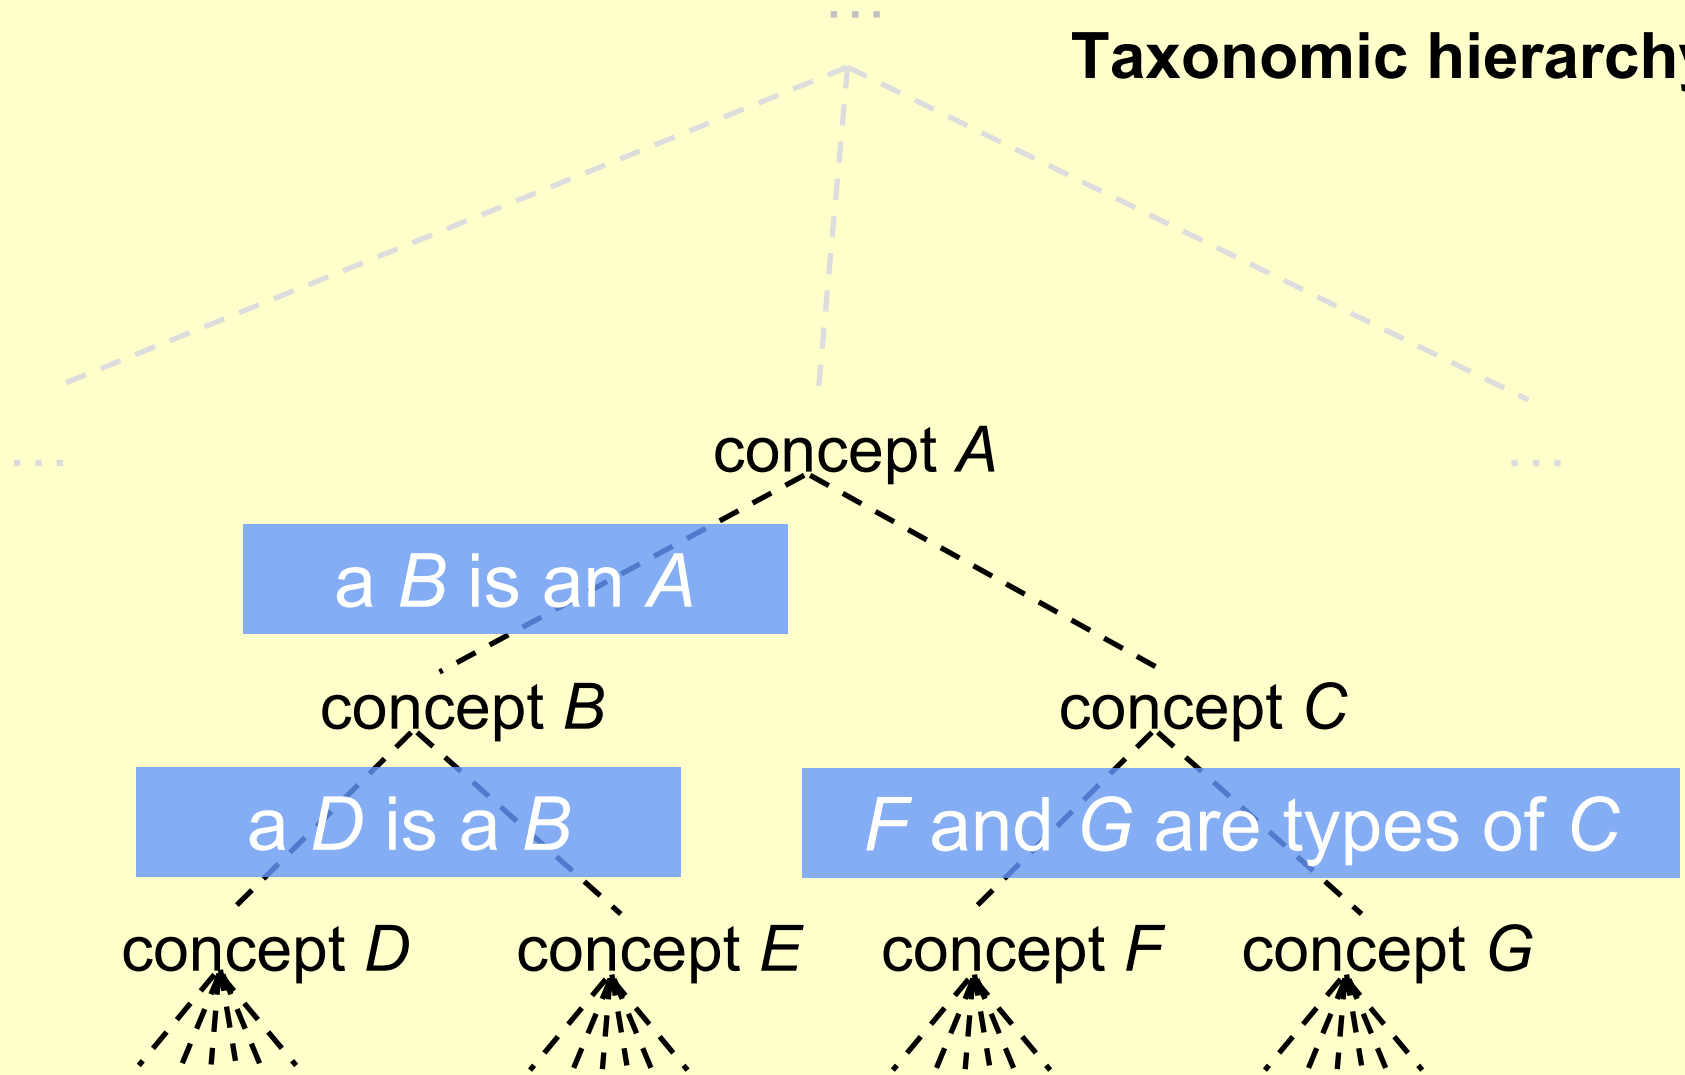 ...
Taxonomic hierarchy
... concept A ...
a B is an A
concept B concept C
a D is a B F and G are types of C
concept D concept E concept F concept G